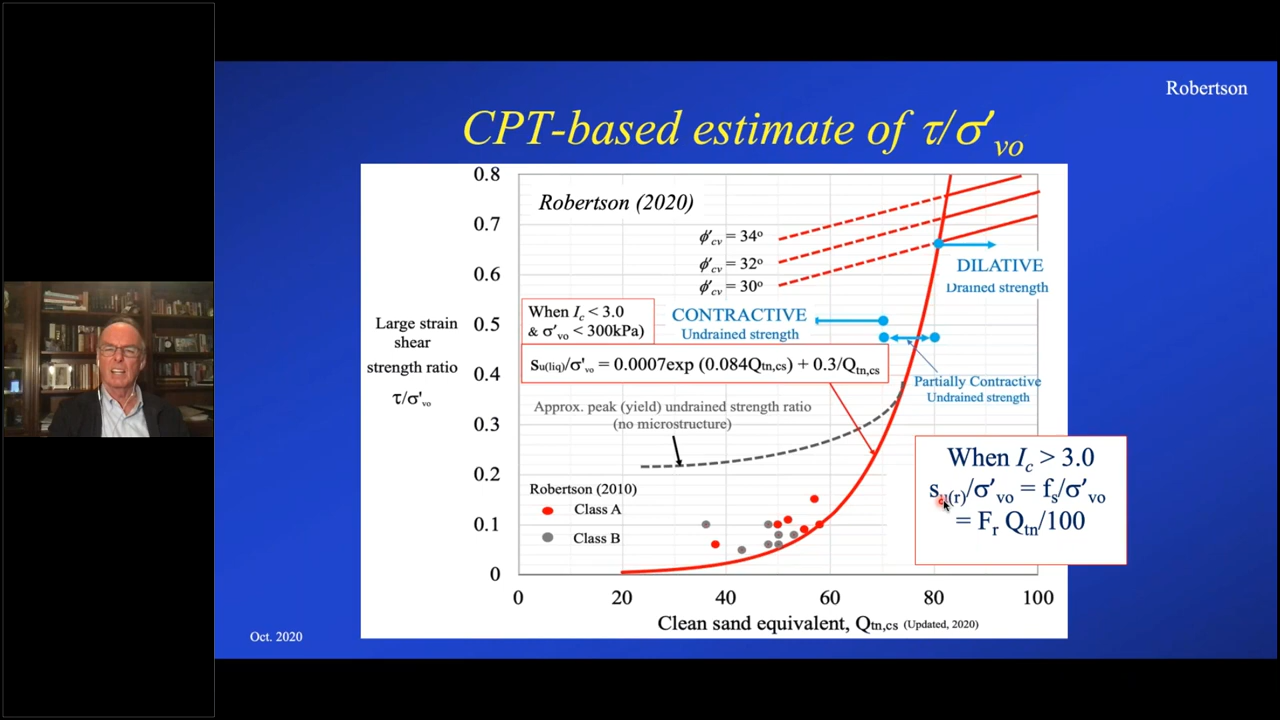 Robertson
CPT-based estimate of τ/σ'vo
Robertson (2020)
0.8
0.7
0.6
0.5
0.4
0.3
0.2
0.1
0
Large strain
shear
strength ratio
τ/σ'vo
ϕ'cv = 34º
ϕ'cv = 32º
ϕ'cv = 30º
DILATIVE
Drained strength
When Ic < 3.0
& σ'vo < 300kPa)
CONTRACTIVE
Undrained strength
su(liq)/σ'vo = 0.0007exp (0.084Qtn,cs) + 0.3/Qtn,cs
Partially Contractive
Undrained strength
Approx. peak (yield) undrained strength ratio
(no microstructure)
When Ic > 3.0
su(r)/σ'vo = fs/σ'vo
= Fr Qtn/100
Robertson (2010)
Class A
Class B
0 20 40 60 80 100
Clean sand equivalent, Qtn,cs (Updated, 2020)
Oct. 2020